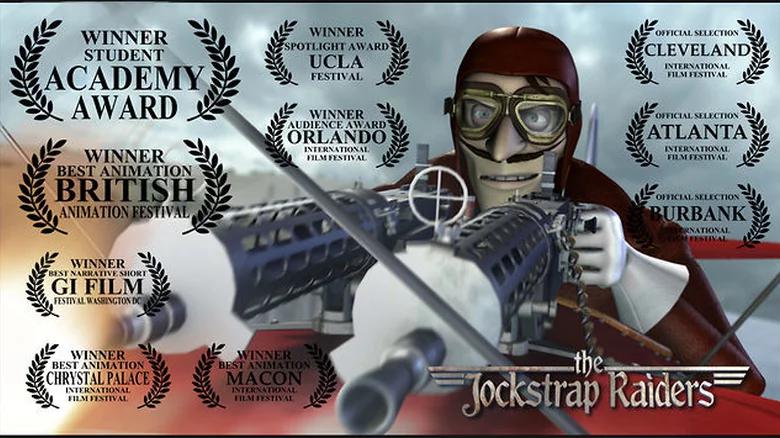 WINNER
STUDENT
ACADEMY
AWARD
WINNER
SPOTLIGHT AWARD
UCLA
FESTIVAL
OFFICIAL SELECTION
CLEVELAND
INTERNATIONAL
FILM FESTIVAL
WINNER
AUDIENCE AWARD
ORLANDO
INTERNATIONAL
FILM FESTIVAL
OFFICIAL SELECTION
ATLANTA
INTERNATIONAL
FILM FESTIVAL
WINNER
BEST ANIMATION
BRITISH
ANIMATION FESTIVAL
OFFICIAL SELECTION
BURBANK
INTERNATIONAL
FILM FESTIVAL
WINNER
BEST NARRATIVE SHORT
GI FILM
FESTIVAL WASHINGTON DC
WINNER
BEST ANIMATION
CHRYSTAL PALACE
INTERNATIONAL
FILM FESTIVAL
WINNER
BEST ANIMATION
MACON
INTERNATIONAL
FILM FESTIVAL
the
Jockstrap Raiders